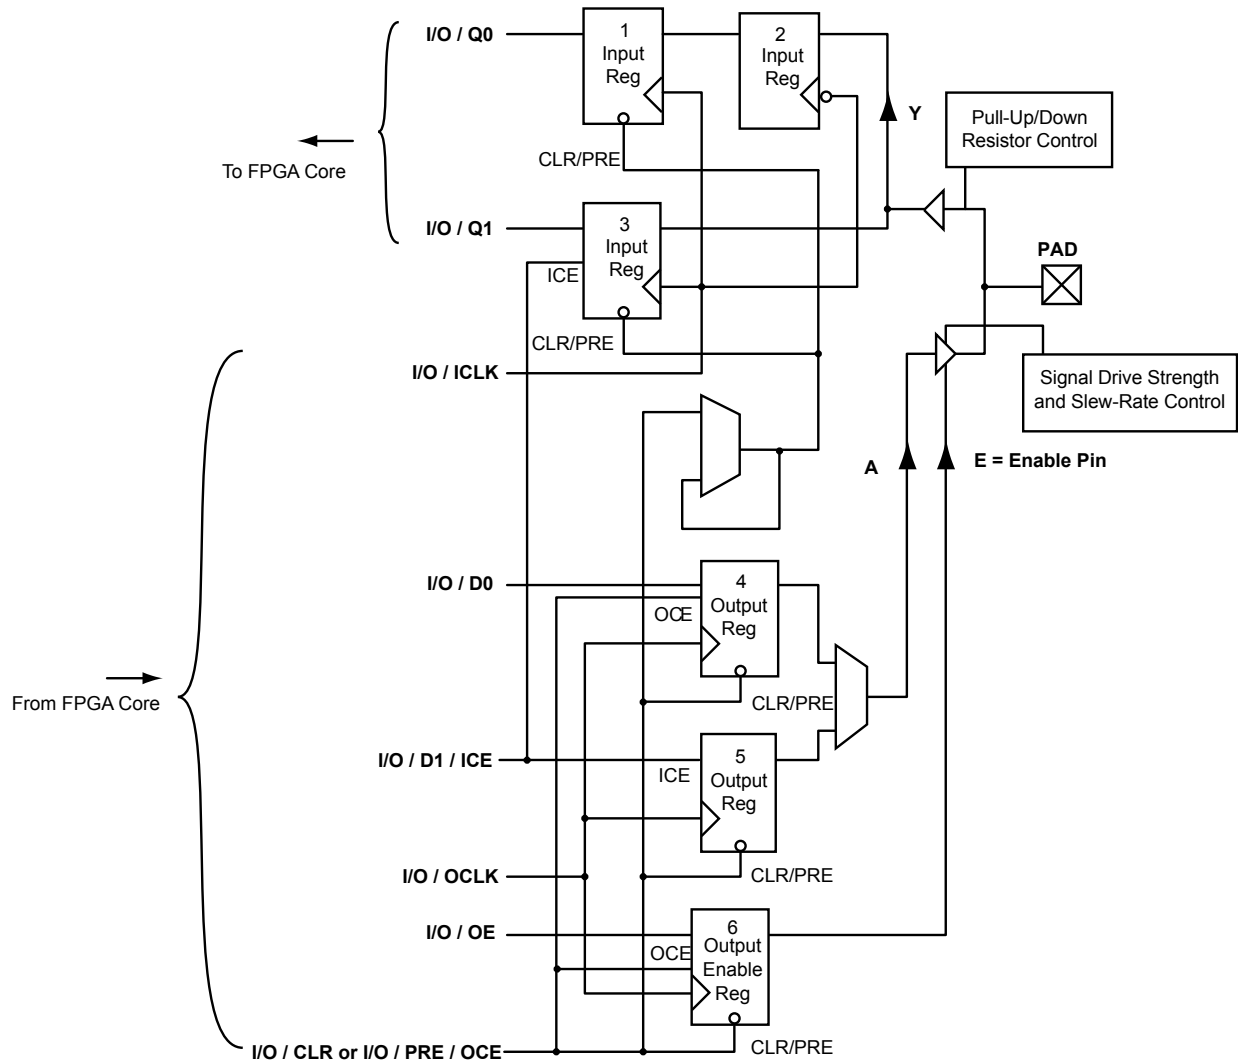 I/O / Q0
1
Input
Reg
2
Input
Reg
CLR/PRE
Y
Pull-Up/Down
Resistor Control
To FPGA Core
I/O / Q1
3
Input
Reg
ICE
CLR/PRE
PAD
I/O / ICLK
Signal Drive Strength
and Slew-Rate Control
A
E = Enable Pin
I/O / D0
4
Output
Reg
OCE
CLR/PRE
From FPGA Core
I/O / D1 / ICE
5
Output
Reg
ICE
CLR/PRE
I/O / OCLK
I/O / OE
6
Output
Enable
Reg
OCE
CLR/PRE
I/O / CLR or I/O / PRE / OCE